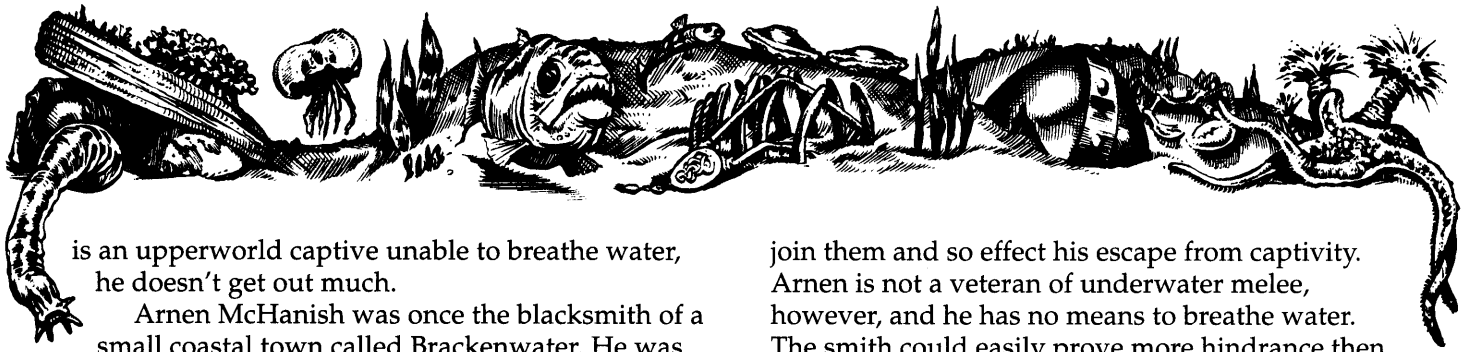 is an upperworld captive unable to breathe water,
he doesn't get out much.
Arnen McHanish was once the blacksmith of a
small coastal town called Brackenwater. He was
join them and so effect his escape from captivity.
Arnen is not a veteran of underwater melee,
however, and he has no means to breathe water.
The smith could easily prove more hindrance then